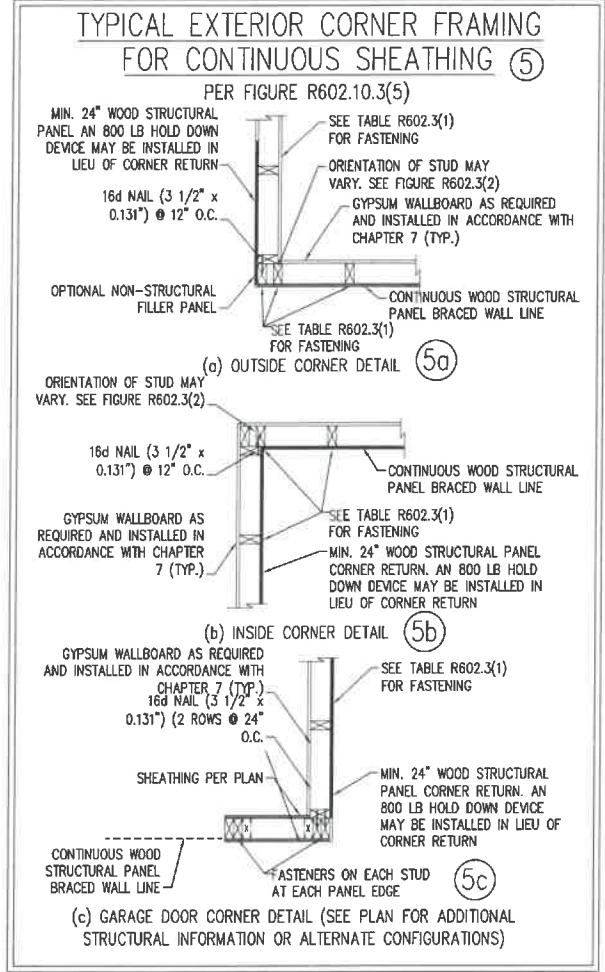 TYPICAL EXTERIOR CORNER FRAMING
FOR CONTINUOUS SHEATHING 5
PER FIGURE R602.10.3(5)
MIN. 24" WOOD STRUCTURAL
PANEL AN 800 LB HOLD DOWN
DEVICE MAY BE INSTALLED IN
LIEU OF CORNER RETURN
16d NAIL (3 1/2" x
0.131") @ 12" O.C.
OPTIONAL NON-STRUCTURAL
FILLER PANEL
SEE TABLE R602.3(1)
FOR FASTENING
ORIENTATION OF STUD MAY
VARY. SEE FIGURE R602.3(2)
GYPSUM WALLBOARD AS REQUIRED
AND INSTALLED IN ACCORDANCE WITH
CHAPTER 7 (TYP.)
CONTINUOUS WOOD STRUCTURAL
PANEL BRACED WALL LINE
SEE TABLE R602.3(1)
FOR FASTENING
(a) OUTSIDE CORNER DETAIL 5a
ORIENTATION OF STUD MAY
VARY. SEE FIGURE R602.3(2)
16d NAIL (3 1/2" x
0.131") @ 12" O.C.
GYPSUM WALLBOARD AS
REQUIRED AND INSTALLED IN
ACCORDANCE WITH CHAPTER
7 (TYP.)
CONTINUOUS WOOD STRUCTURAL
PANEL BRACED WALL LINE
SEE TABLE R602.3(1)
FOR FASTENING
MIN. 24" WOOD STRUCTURAL PANEL
CORNER RETURN. AN 800 LB HOLD
DOWN DEVICE MAY BE INSTALLED IN
LIEU OF CORNER RETURN
(b) INSIDE CORNER DETAIL 5b
GYPSUM WALLBOARD AS REQUIRED
AND INSTALLED IN ACCORDANCE WITH
CHAPTER 7 (TYP.)
16d NAIL (3 1/2" x
0.131") (2 ROWS @ 24"
O.C.
SHEATHING PER PLAN
CONTINUOUS WOOD
STRUCTURAL PANEL
BRACED WALL LINE
SEE TABLE R602.3(1)
FOR FASTENING
MIN. 24" WOOD STRUCTURAL
PANEL CORNER RETURN. AN
800 LB HOLD DOWN DEVICE
MAY BE INSTALLED IN LIEU OF
CORNER RETURN
FASTENERS ON EACH STUD
AT EACH PANEL EDGE
5c
(c) GARAGE DOOR CORNER DETAIL (SEE PLAN FOR ADDITIONAL
STRUCTURAL INFORMATION OR ALTERNATE CONFIGURATIONS)